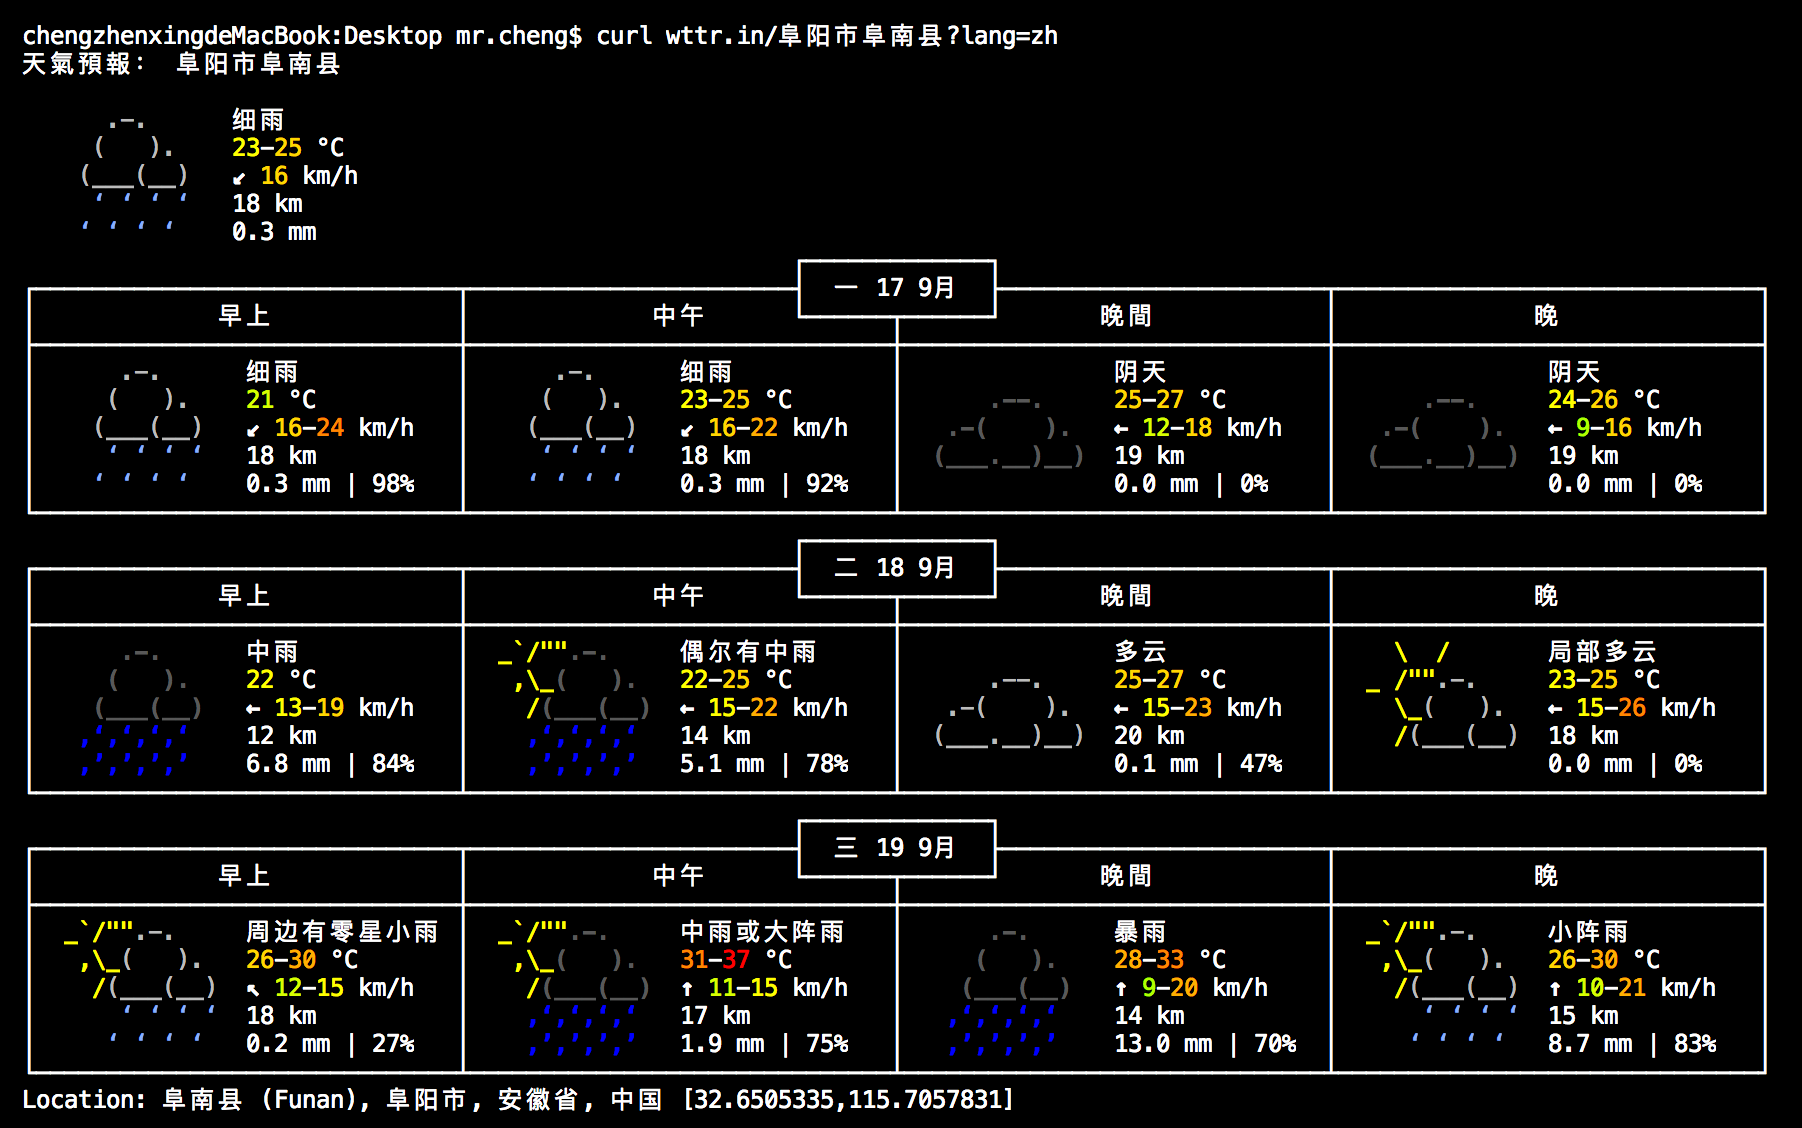 chengzhenxingdeMacBook:Desktop mr.cheng$ curl wttr.in/阜阳市阜南县?lang=zh
天氣預報： 阜阳市阜南县
细雨
23–25 °C
↙ 16 km/h
18 km
0.3 mm
一 17 9月
早上 中午 晚間 晚
细雨 细雨 阴天 阴天
21 °C 23–25 °C 25–27 °C 24–26 °C
↙ 16–24 km/h ↙ 16–22 km/h ← 12–18 km/h ← 9–16 km/h
18 km 18 km 19 km 19 km
0.3 mm | 98% 0.3 mm | 92% 0.0 mm | 0% 0.0 mm | 0%
二 18 9月
早上 中午 晚間 晚
中雨 偶尔有中雨 多云 局部多云
22 °C 22–25 °C 25–27 °C 23–25 °C
← 13–19 km/h ← 15–22 km/h ← 15–23 km/h ← 15–26 km/h
12 km 14 km 20 km 18 km
6.8 mm | 84% 5.1 mm | 78% 0.1 mm | 47% 0.0 mm | 0%
三 19 9月
早上 中午 晚間 晚
周边有零星小雨 中雨或大阵雨 暴雨 小阵雨
26–30 °C 31–37 °C 28–33 °C 26–30 °C
↖ 12–15 km/h ↑ 11–15 km/h ↑ 9–20 km/h ↑ 10–21 km/h
18 km 17 km 14 km 15 km
0.2 mm | 27% 1.9 mm | 75% 13.0 mm | 70% 8.7 mm | 83%
Location: 阜南县 (Funan), 阜阳市, 安徽省, 中国 [32.6505335,115.7057831]